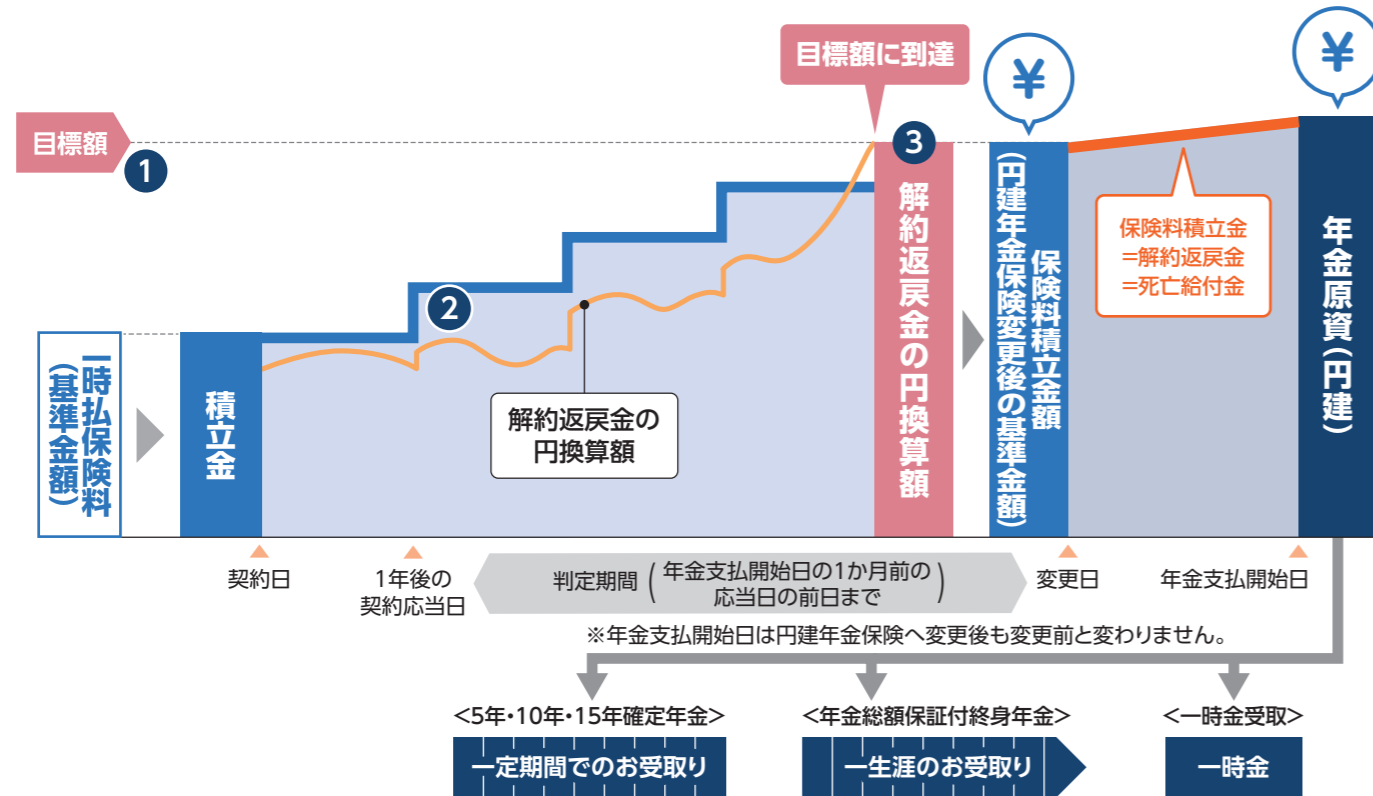 目標額に到達
¥
¥
目標額
1
3
一時払保険料
(基準金額)
積立金
2
解約返戻金の
円換算額
解約返戻金の円換算額
保険料積立金額
(円建年金保険変更後の基準金額)
保険料積立金
=解約返戻金
=死亡給付金
年金原資(円建)
契約日
1年後の
契約応当日
判定期間
(年金支払開始日の1か月前の
応当日の前日まで)
変更日
年金支払開始日
※年金支払開始日は円建年金保険へ変更後も変更前と変わりません。
<5年・10年・15年確定年金>
一定期間でのお受取り
<年金総額保証付終身年金>
一生涯のお受取り
<一時金受取>
一時金